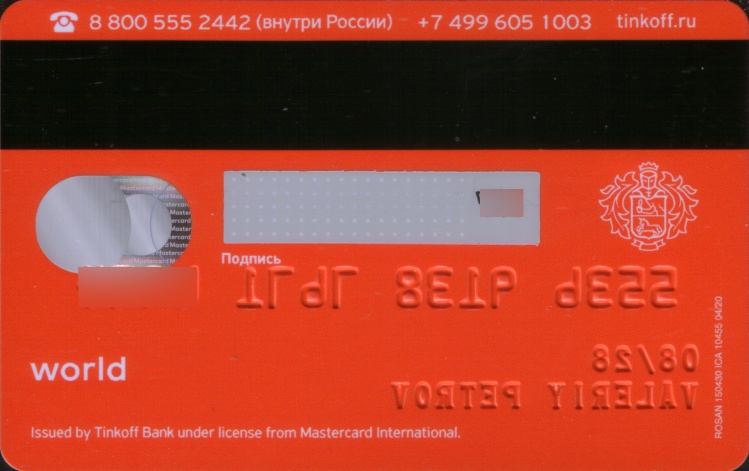 8 800 555 2442 (внутри России) +7 499 605 1003 tinkoff.ru
Подпись
5536 9138
08/28
VALERIY PETROV
world
Issued by Tinkoff Bank under license from Mastercard International.
ROSAN 150430 ICA 10455 04/20